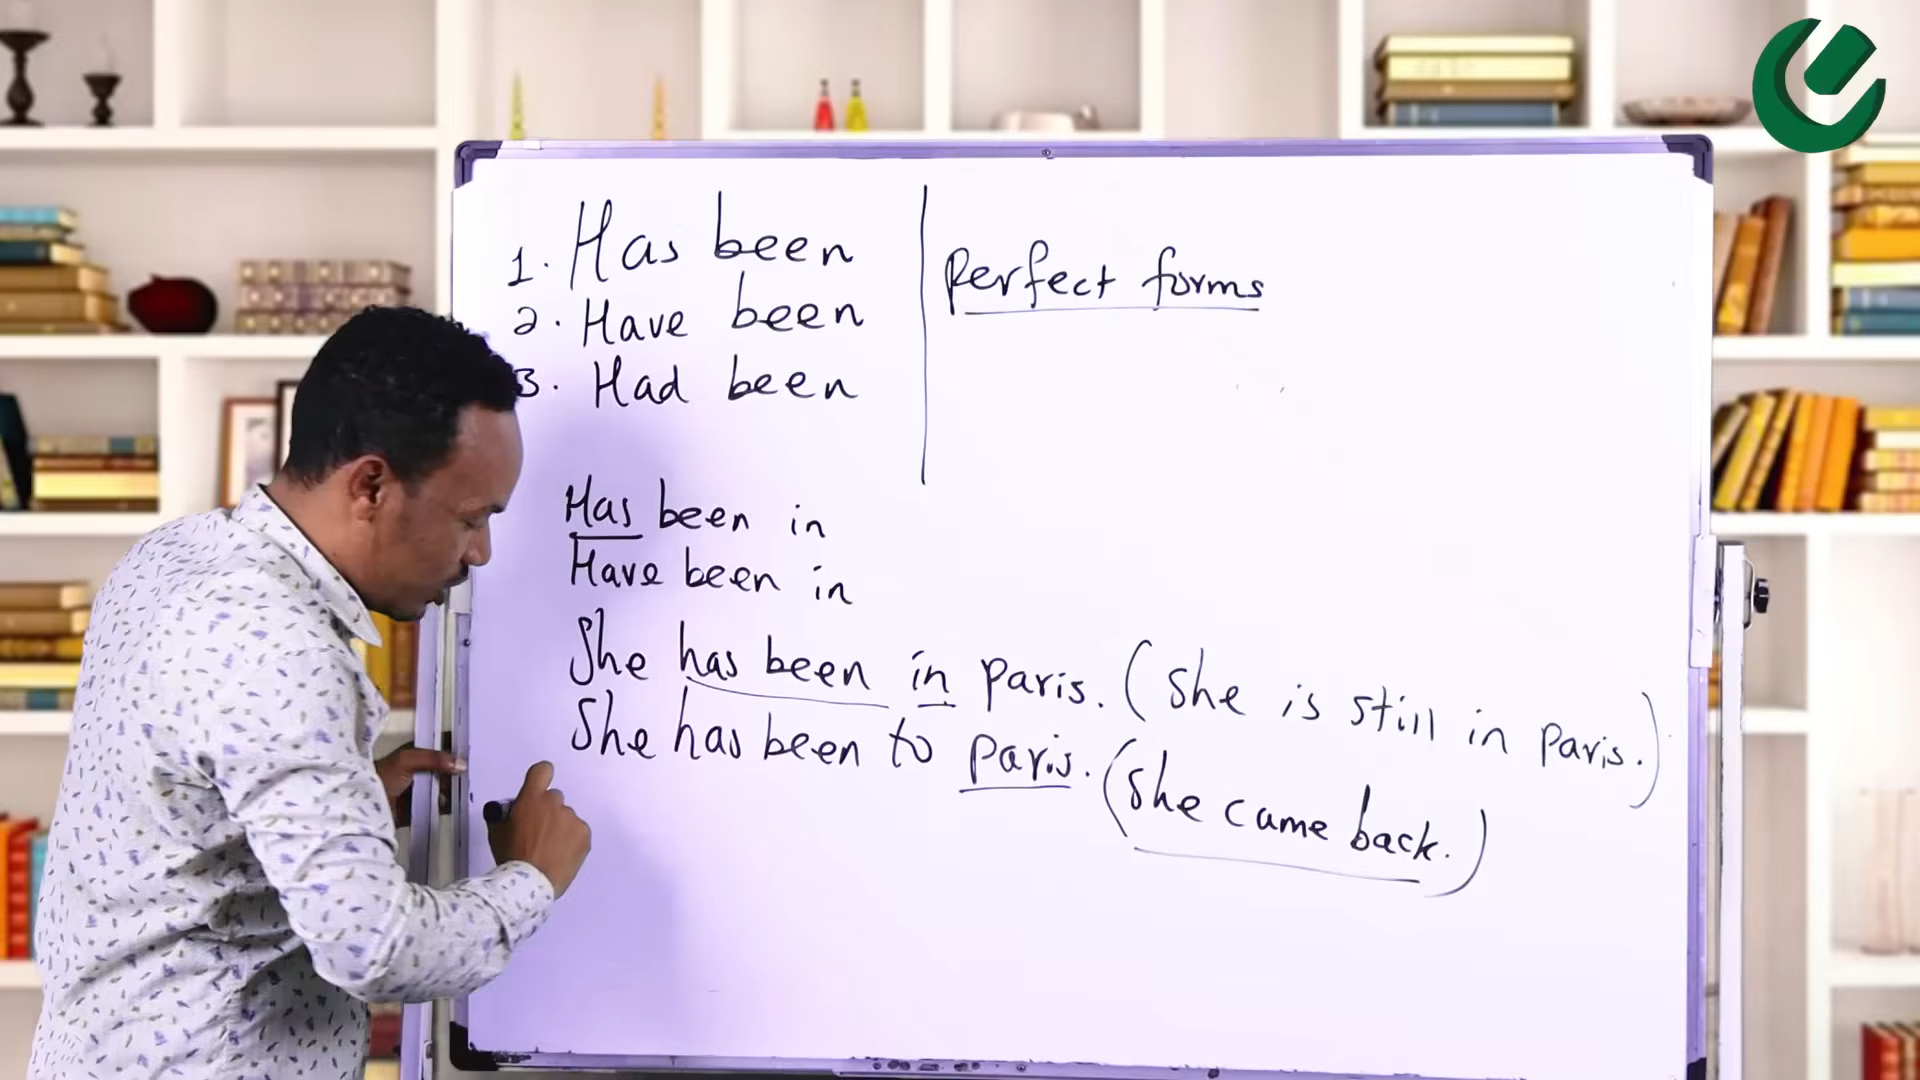 1. Has been
2. Have been
3. Had been
perfect forms
Has been in
Have been in
She has been in paris. (She is still in paris.)
She has been to paris. (She came back.)